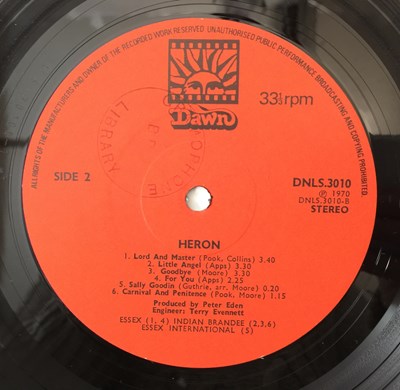 ALL RIGHTS OF THE MANUFACTURERS AND OWNER OF THE RECORDED WORK RESERVED UNAUTHORISED PUBLIC PERFORMANCE BROADCASTING AND COPYING PROHIBITED.
Dawn
33⅓rpm
GRAMOPHONE
LIBRARY
SIDE 2
DNLS.3010
℗ 1970
DNLS.3010-B
STEREO
HERON
1. Lord And Master (Pook, Collins) 3.40
2. Little Angel (Apps) 3.30
3. Goodbye (Moore) 3.30
4. For You (Apps) 2.25
5. Sally Goodin (Guthrie, arr. Moore) 0.20
6. Carnival And Penitence (Pook, Moore) 1.15
Produced by Peter Eden
Engineer: Terry Evennett
ESSEX (1, 4) INDIAN BRANDEE (2,3,6)
ESSEX INTERNATIONAL (5)